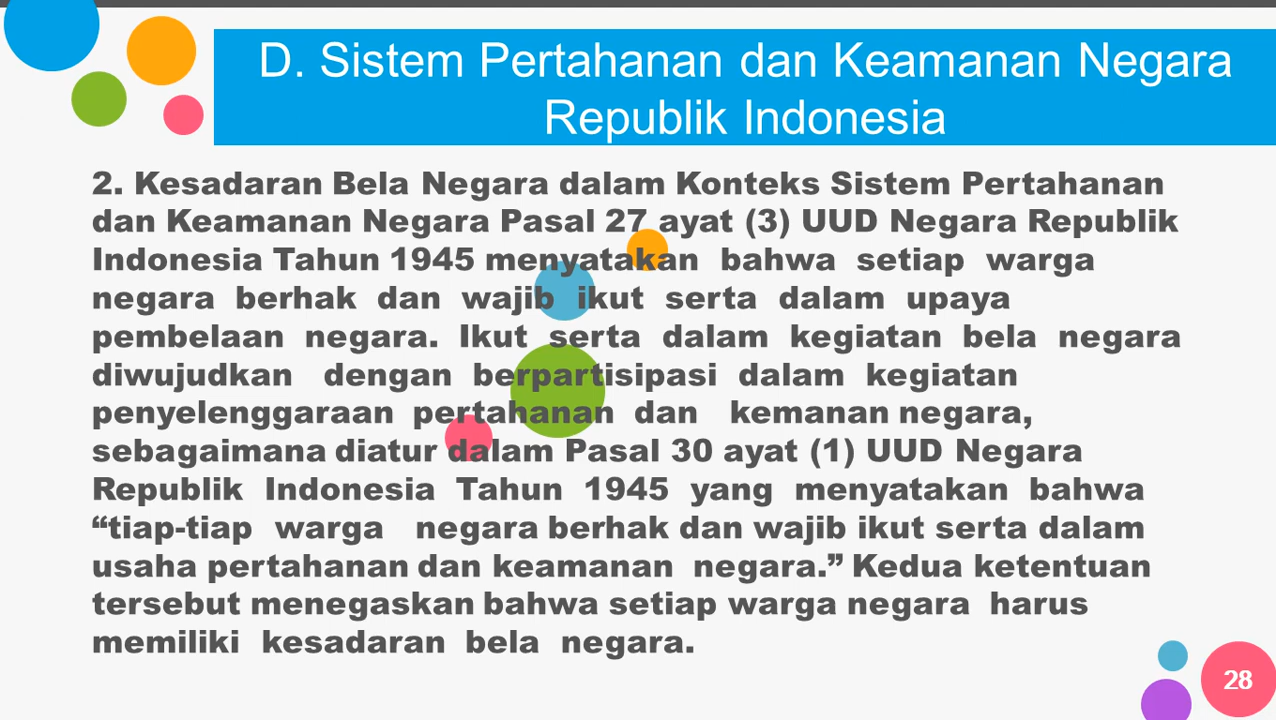 D. Sistem Pertahanan dan Keamanan Negara
Republik Indonesia
2. Kesadaran Bela Negara dalam Konteks Sistem Pertahanan
dan Keamanan Negara Pasal 27 ayat (3) UUD Negara Republik
Indonesia Tahun 1945 menyatakan bahwa setiap warga
negara berhak dan wajib ikut serta dalam upaya
pembelaan negara. Ikut serta dalam kegiatan bela negara
diwujudkan dengan berpartisipasi dalam kegiatan
penyelenggaraan pertahanan dan kemanan negara,
sebagaimana diatur dalam Pasal 30 ayat (1) UUD Negara
Republik Indonesia Tahun 1945 yang menyatakan bahwa
“tiap-tiap warga negara berhak dan wajib ikut serta dalam
usaha pertahanan dan keamanan negara.” Kedua ketentuan
tersebut menegaskan bahwa setiap warga negara harus
memiliki kesadaran bela negara.
28